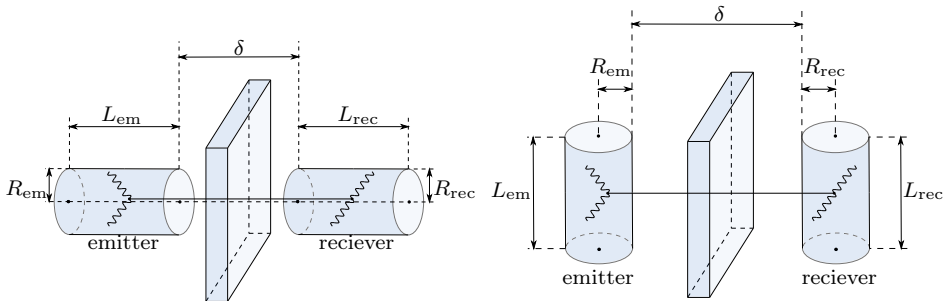 δ
L_em
L_rec
R_em
R_rec
emitter
reciever
δ
R_em
R_rec
L_em
L_rec
emitter
reciever